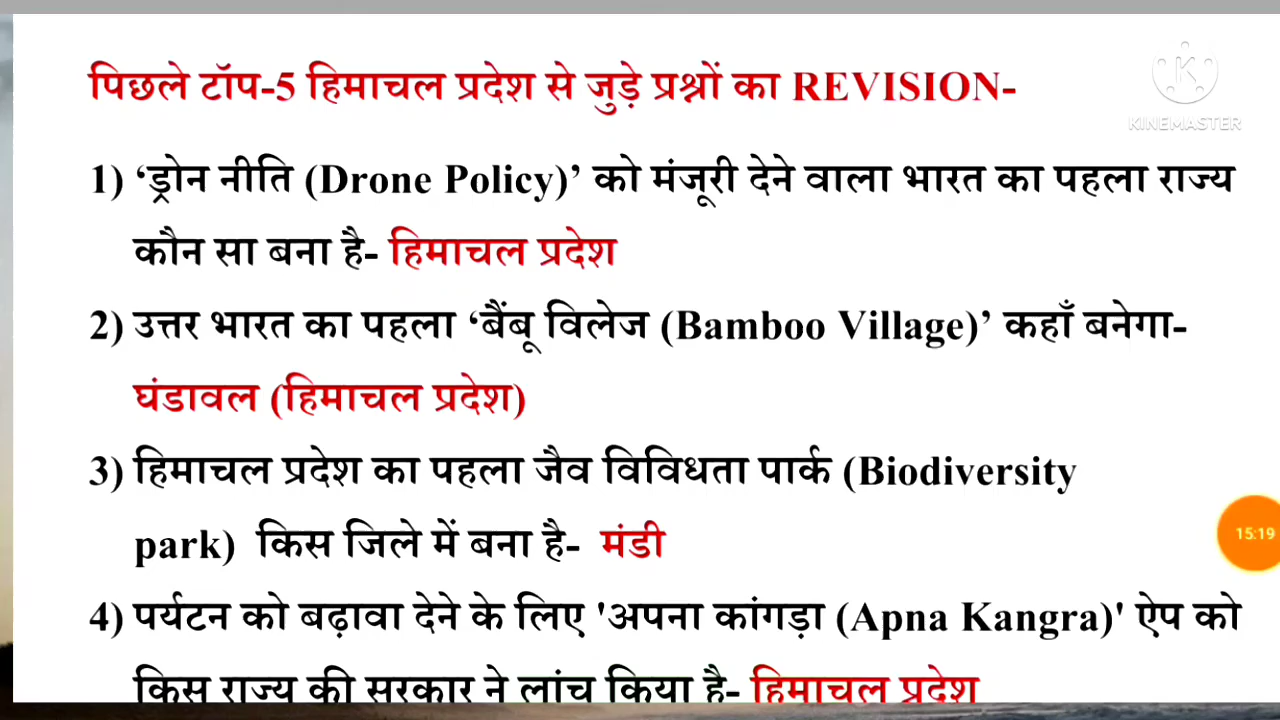 पिछले टॉप-5 हिमाचल प्रदेश से जुड़े प्रश्नों का REVISION-
KINEMASTER
1) ‘ड्रोन नीति (Drone Policy)’ को मंजूरी देने वाला भारत का पहला राज्य
कौन सा बना है- हिमाचल प्रदेश
2) उत्तर भारत का पहला ‘बैंबू विलेज (Bamboo Village)’ कहाँ बनेगा-
घंडावल (हिमाचल प्रदेश)
3) हिमाचल प्रदेश का पहला जैव विविधता पार्क (Biodiversity
park) किस जिले में बना है- मंडी
15:19
4) पर्यटन को बढ़ावा देने के लिए 'अपना कांगड़ा (Apna Kangra)' ऐप को
किस राज्य की सरकार ने लांच किया है- हिमाचल प्रदेश